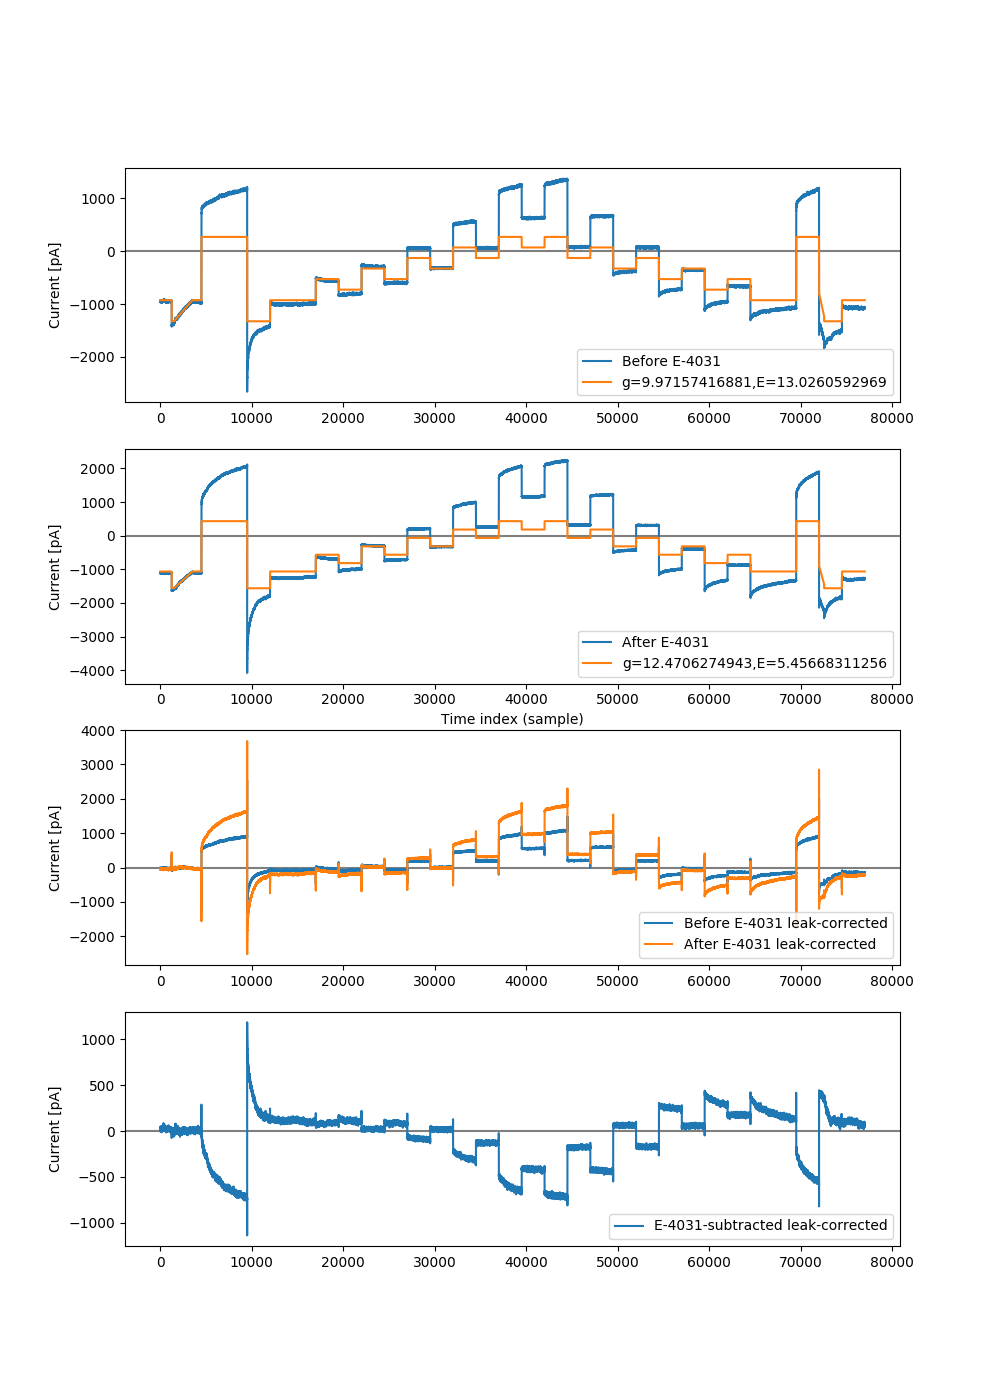 1000
0
−1000
−2000
Current [pA]
Before E-4031
g=9.97157416881,E=13.0260592969
0 10000 20000 30000 40000 50000 60000 70000 80000
2000
1000
0
−1000
−2000
−3000
−4000
Current [pA]
After E-4031
g=12.4706274943,E=5.45668311256
0 10000 20000 30000 40000 50000 60000 70000 80000
Time index (sample)
4000
3000
2000
1000
0
−1000
−2000
Current [pA]
Before E-4031 leak-corrected
After E-4031 leak-corrected
0 10000 20000 30000 40000 50000 60000 70000 80000
1000
500
0
−500
−1000
Current [pA]
E-4031-subtracted leak-corrected
0 10000 20000 30000 40000 50000 60000 70000 80000